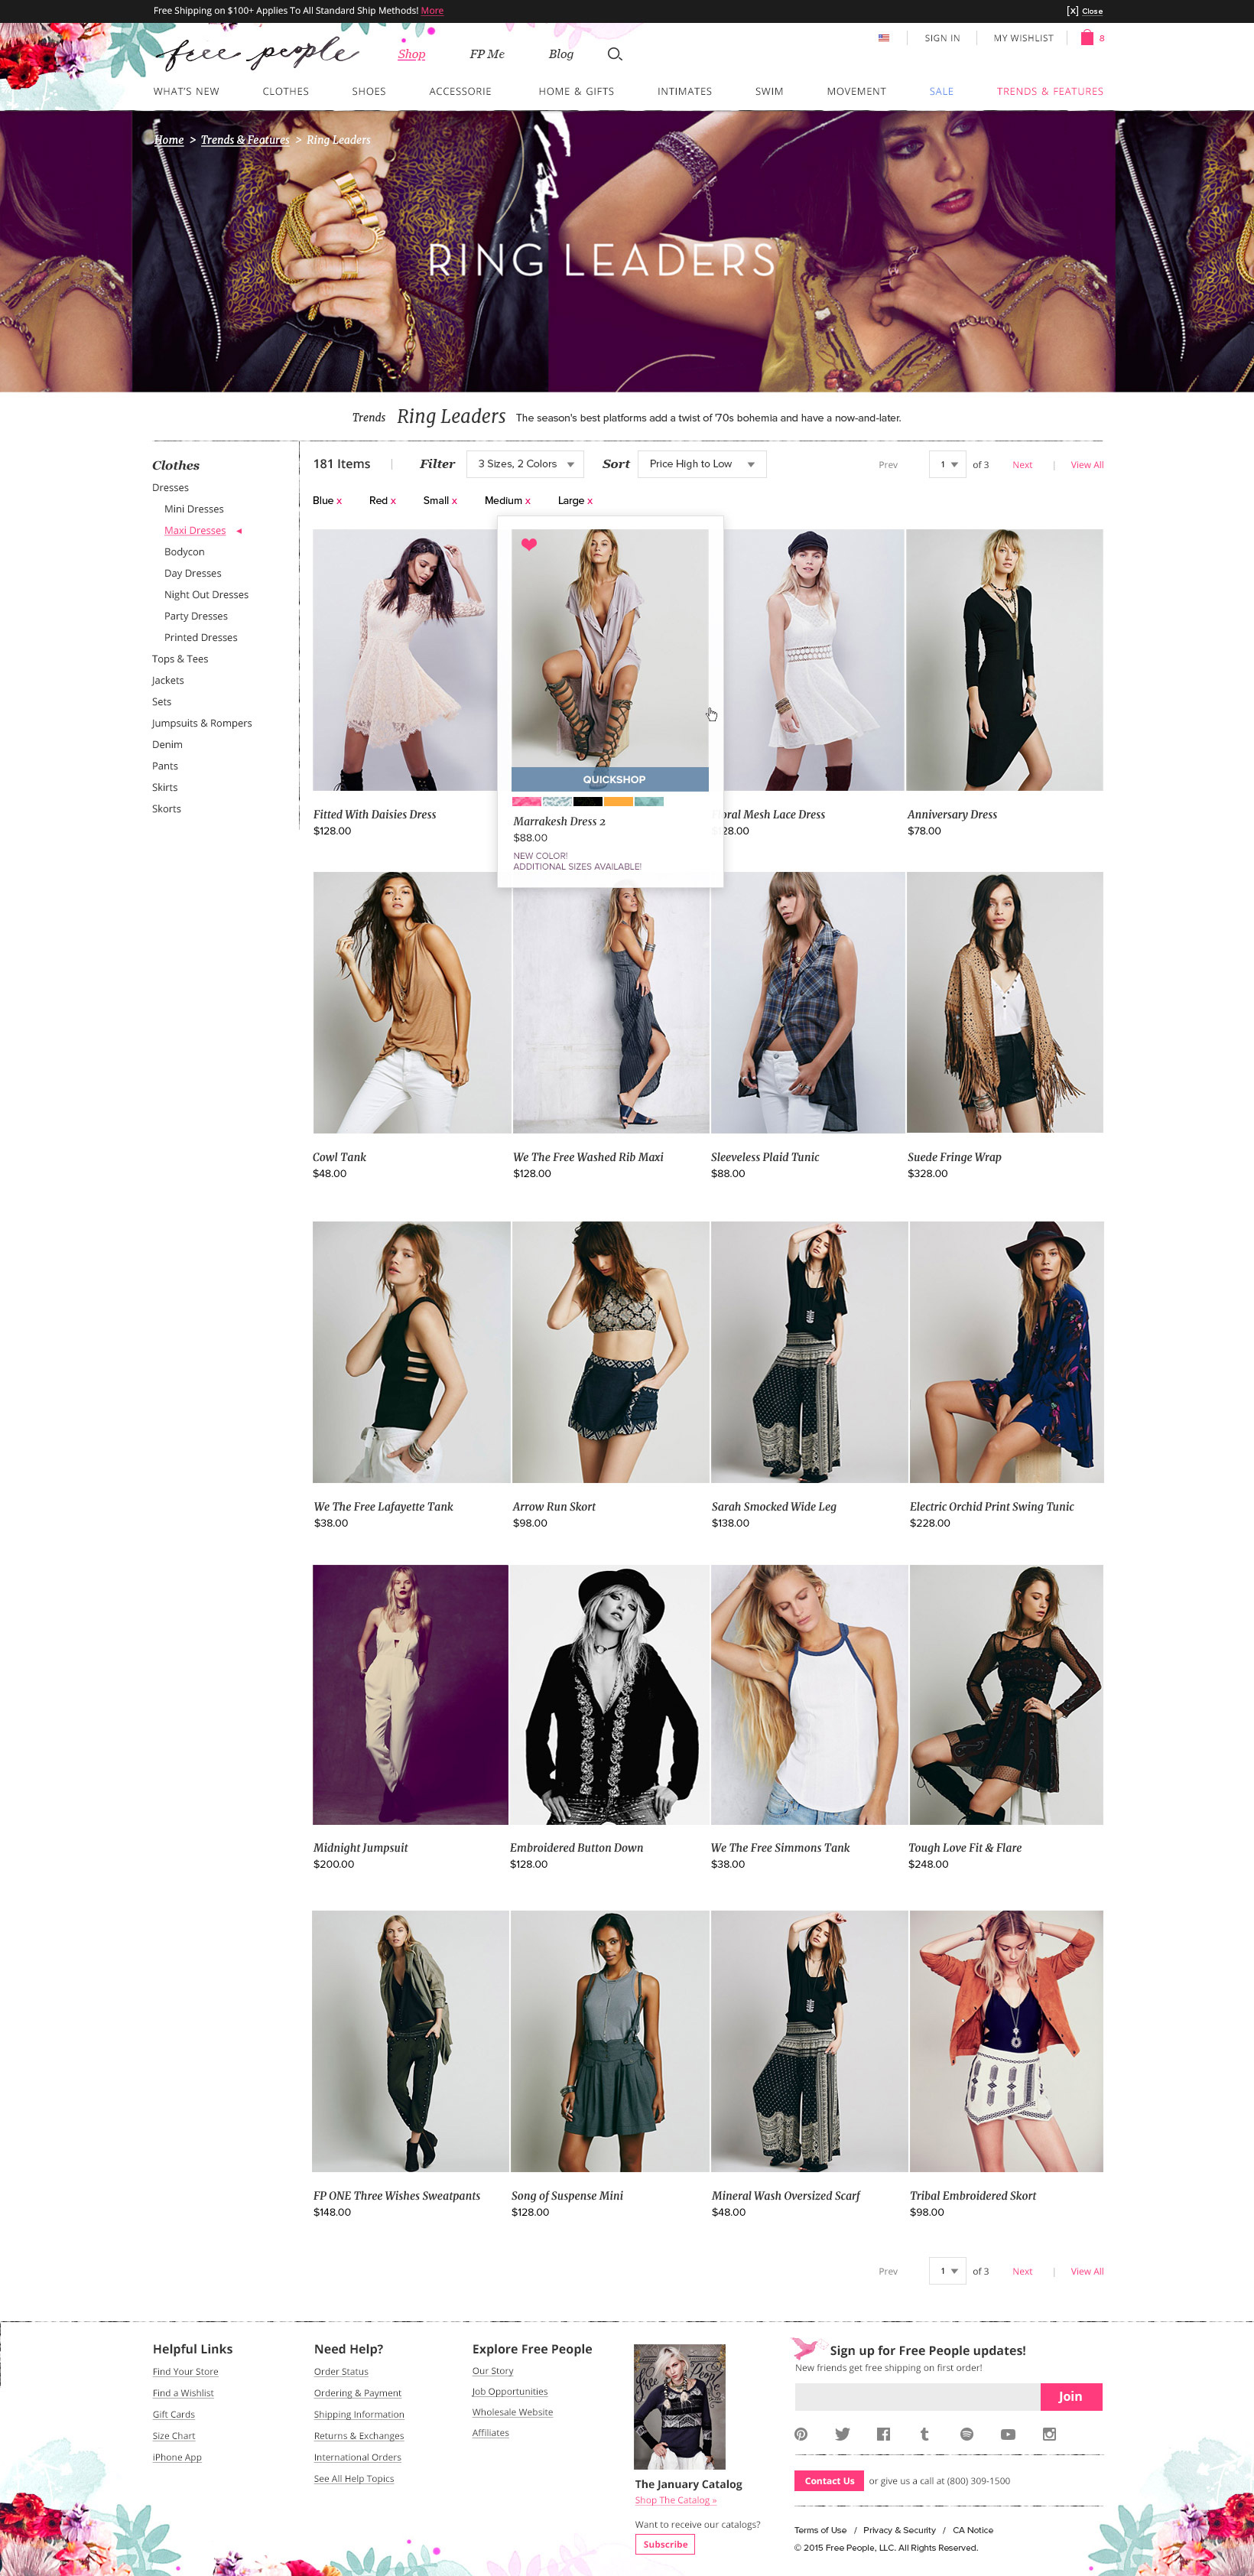 Free Shipping on $100+ Applies To All Standard Ship Methods! More
[x] Close
free people
Shop
FP Me
Blog
SIGN IN
MY WISHLIST
8
WHAT'S NEW
CLOTHES
SHOES
ACCESSORIE
HOME & GIFTS
INTIMATES
SWIM
MOVEMENT
SALE
TRENDS & FEATURES
Home > Trends & Features > Ring Leaders
RING LEADERS
Trends Ring Leaders The season's best platforms add a twist of '70s bohemia and have a now-and-later.
Clothes
Dresses
Mini Dresses
Maxi Dresses
Bodycon
Day Dresses
Night Out Dresses
Party Dresses
Printed Dresses
Tops & Tees
Jackets
Sets
Jumpsuits & Rompers
Denim
Pants
Skirts
Skorts
181 Items | Filter 3 Sizes, 2 Colors Sort Price High to Low
Prev 1 of 3 Next | View All
Blue x Red x Small x Medium x Large x
Fitted With Daisies Dress
$128.00
QUICKSHOP
Marrakesh Dress 2
$88.00
NEW COLOR!
ADDITIONAL SIZES AVAILABLE!
oral Mesh Lace Dress
28.00
Anniversary Dress
$78.00
Cowl Tank
$48.00
We The Free Washed Rib Maxi
$128.00
Sleeveless Plaid Tunic
$88.00
Suede Fringe Wrap
$328.00
We The Free Lafayette Tank
$38.00
Arrow Run Skort
$98.00
Sarah Smocked Wide Leg
$138.00
Electric Orchid Print Swing Tunic
$228.00
Midnight Jumpsuit
$200.00
Embroidered Button Down
$128.00
We The Free Simmons Tank
$38.00
Tough Love Fit & Flare
$248.00
FP ONE Three Wishes Sweatpants
$148.00
Song of Suspense Mini
$128.00
Mineral Wash Oversized Scarf
$48.00
Tribal Embroidered Skort
$98.00
Prev 1 of 3 Next | View All
Helpful Links
Find Your Store
Find a Wishlist
Gift Cards
Size Chart
iPhone App
Need Help?
Order Status
Ordering & Payment
Shipping Information
Returns & Exchanges
International Orders
See All Help Topics
Explore Free People
Our Story
Job Opportunities
Wholesale Website
Affiliates
Free People
The January Catalog
Shop The Catalog »
Want to receive our catalogs?
Subscribe
Sign up for Free People updates!
New friends get free shipping on first order!
Join
Contact Us or give us a call at (800) 309-1500
Terms of Use / Privacy & Security / CA Notice
© 2015 Free People, LLC. All Rights Reserved.